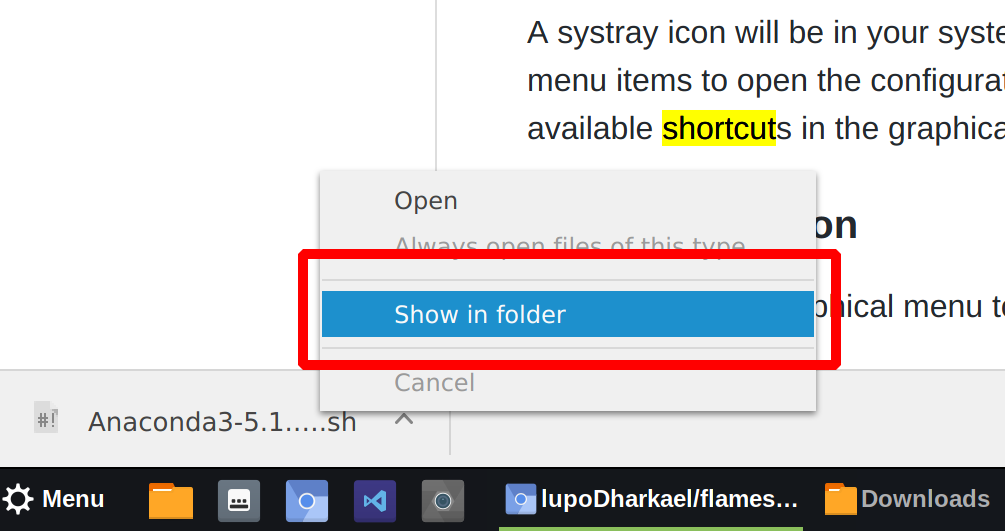 A systray icon will be in your syste
menu items to open the configurat
available shortcuts in the graphica
Open
Always open files of this type
on
Show in folder
phical menu to
Cancel
#!
Anaconda3-5.1.....sh
Menu
lupoDharkael/flames...
Downloads